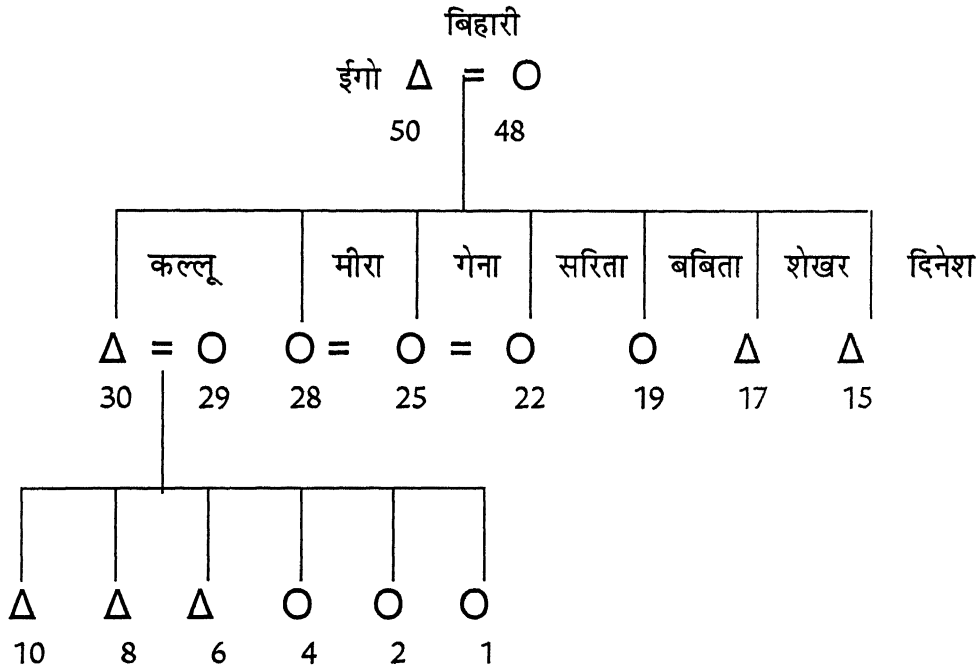 बिहारी
ईगो Δ = O
50 48
कल्लू मीरा गेना सरिता बबिता शेखर दिनेश
Δ = O O = O = O O Δ Δ
30 29 28 25 22 19 17 15
Δ Δ Δ O O O
10 8 6 4 2 1